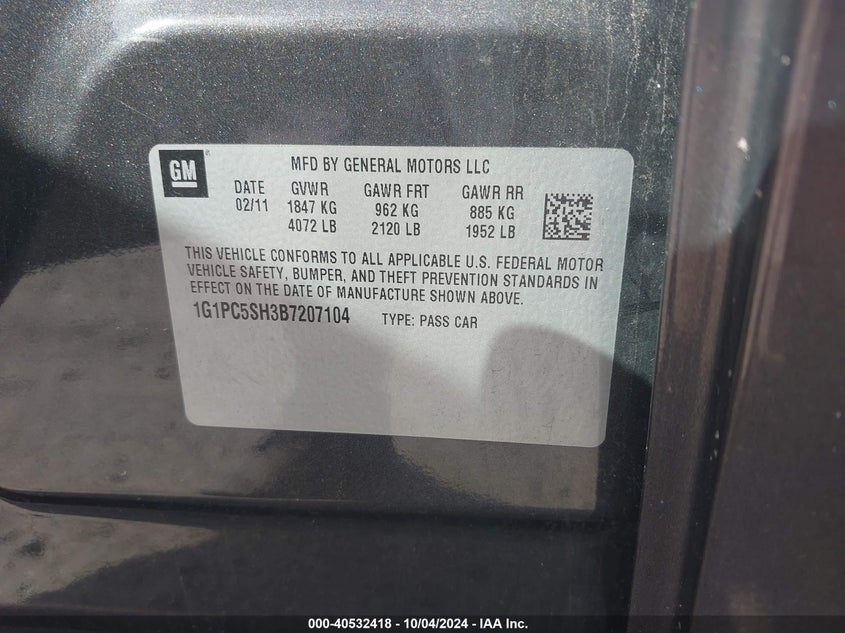 GM
MFD BY GENERAL MOTORS LLC
DATE GVWR GAWR FRT GAWR RR
02/11 1847 KG 962 KG 885 KG
4072 LB 2120 LB 1952 LB
THIS VEHICLE CONFORMS TO ALL APPLICABLE U.S. FEDERAL MOTOR
VEHICLE SAFETY, BUMPER, AND THEFT PREVENTION STANDARDS IN
EFFECT ON THE DATE OF MANUFACTURE SHOWN ABOVE.
1G1PC5SH3B7207104 TYPE: PASS CAR
000-40532418 - 10/04/2024 - IAA Inc.